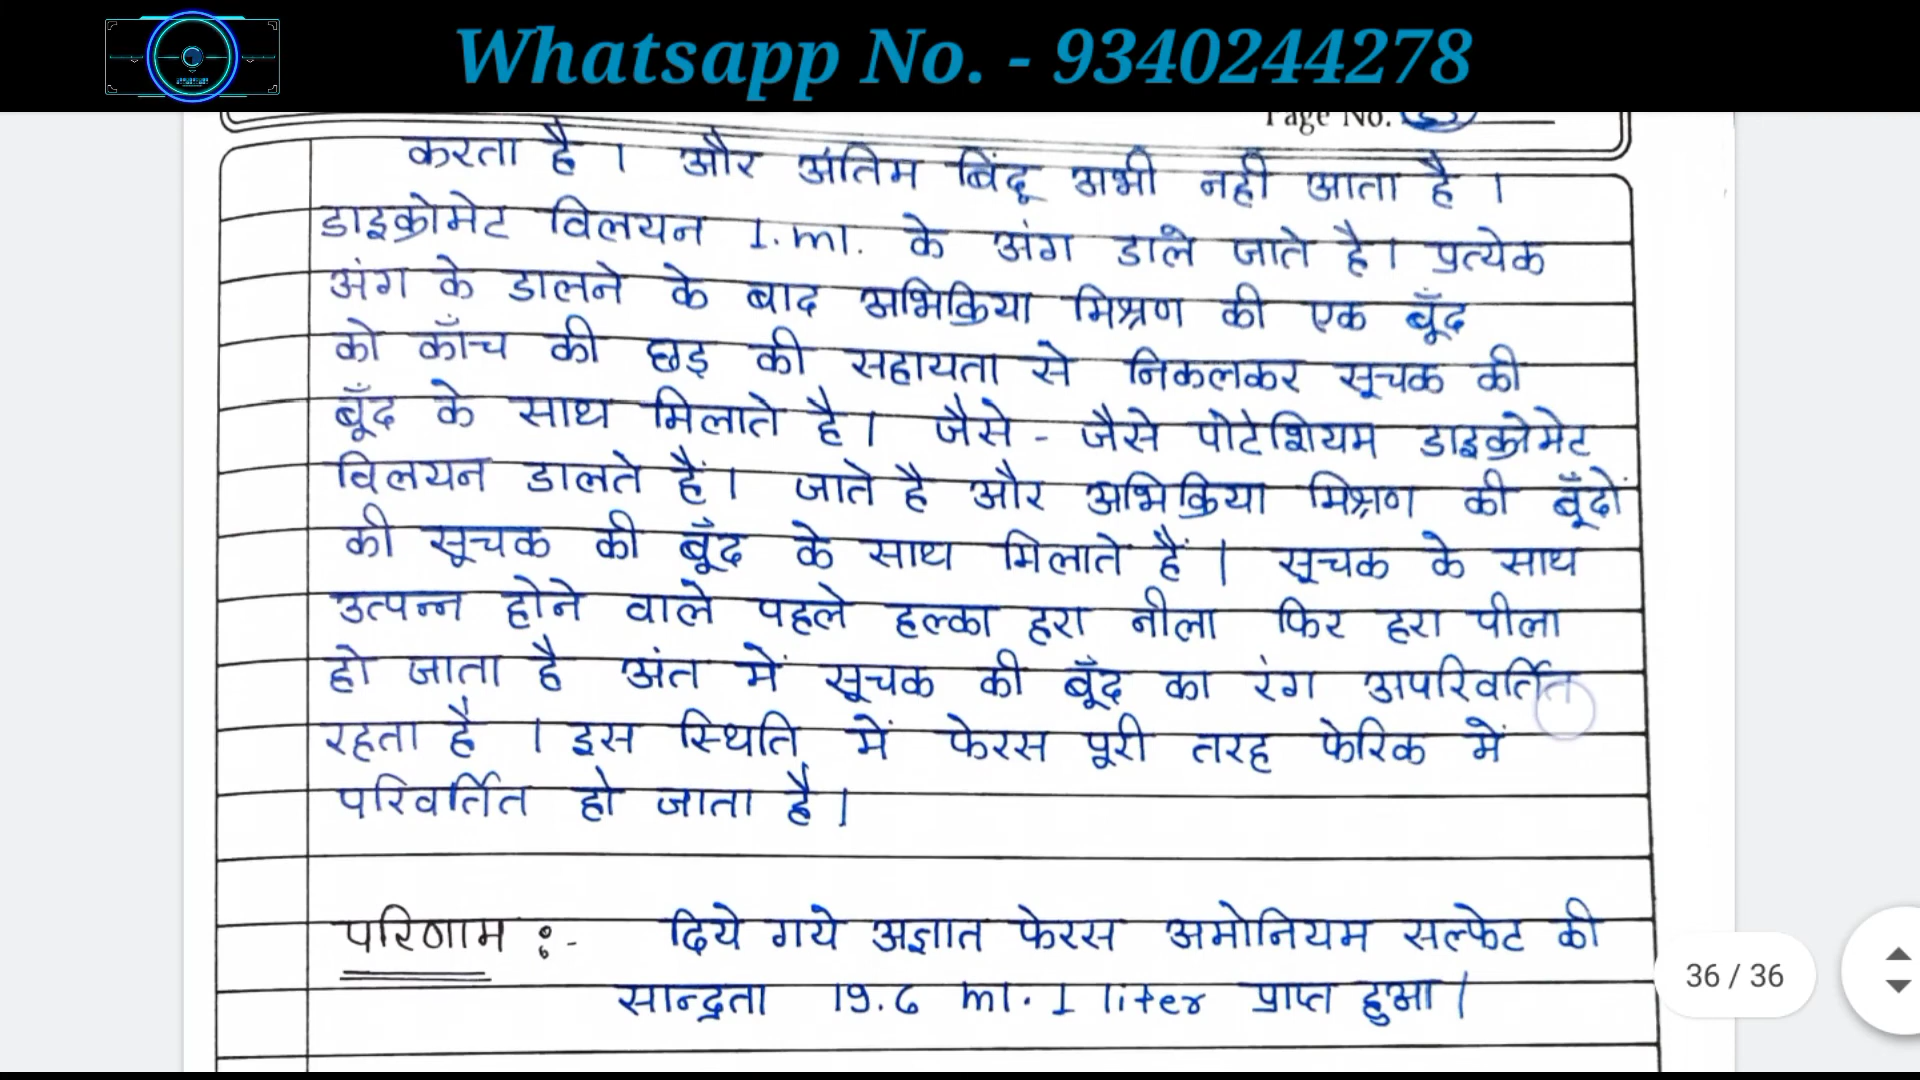 Whatsapp No. - 9340244278
Page No.
करता है । और अंतिम बिंदू अभी नही आता है ।
डाइक्रोमेट विलयन 1.ml. के अंग डाले जाते है। प्रत्येक
अंग के डालने के बाद अभिक्रिया मिश्रण की एक बूँद
को काँच की छड़ की सहायता से निकलकर सूचक की
बूँद के साथ मिलाते है। जैसे - जैसे पोटेशियम डाइक्रोमेट
विलयन डालते हैं। जाते है और अभिक्रिया मिश्रण की बूँदों
की सूचक की बूँद के साथ मिलाते हैं । सूचक के साथ
उत्पन्न होने वाले पहले हल्का हरा नीला फिर हरा पीला
हो जाता है अंत में सूचक की बूँद का रंग अपरिवर्तित
रहता है । इस स्थिति में फेरस पूरी तरह फेरिक में
परिवर्तित हो जाता है।
परिणाम :- दिये गये अज्ञात फेरस अमोनियम सल्फेट की
सान्द्रता 19.6 ml. 1 liter प्राप्त हुआ।
36 / 36